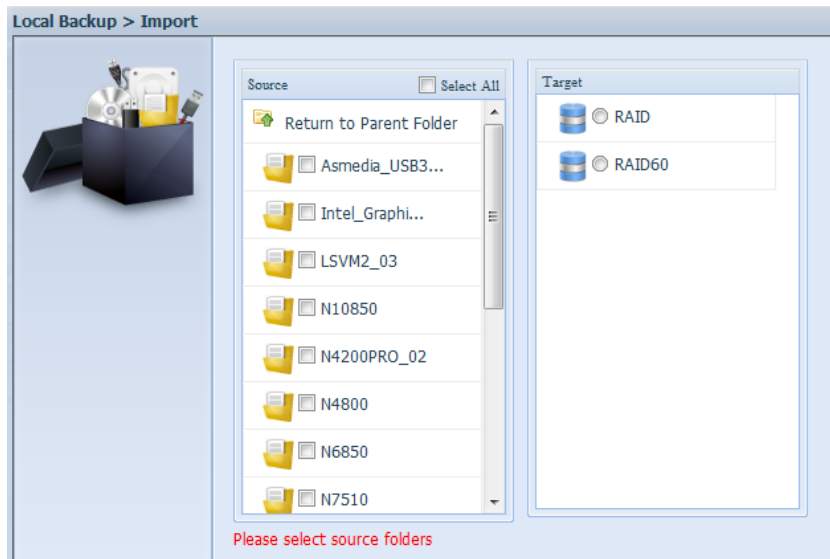 Local Backup > Import
Source
Select All
Return to Parent Folder
Asmedia_USB3...
Intel_Graphi...
LSVM2_03
N10850
N4200PRO_02
N4800
N6850
N7510
Target
RAID
RAID60
Please select source folders